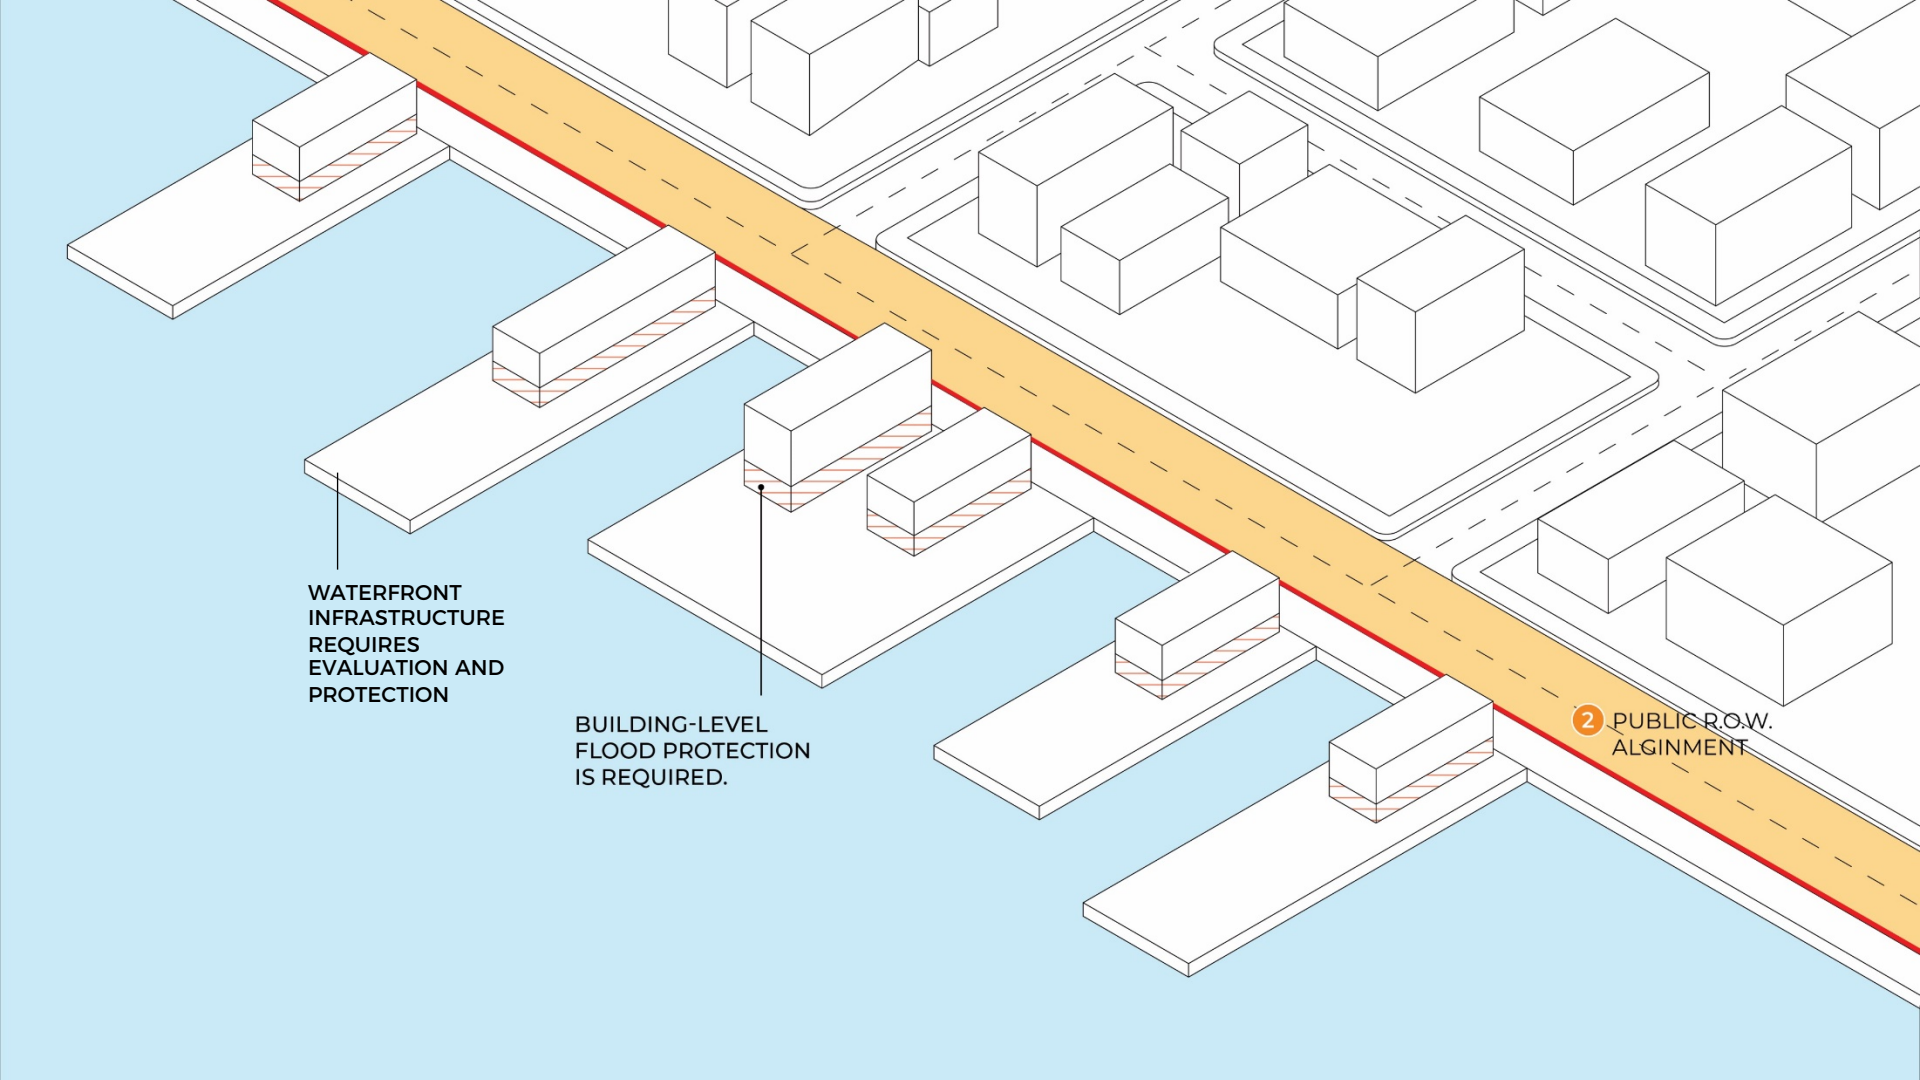 WATERFRONT
INFRASTRUCTURE
REQUIRES
EVALUATION AND
PROTECTION
BUILDING-LEVEL
FLOOD PROTECTION
IS REQUIRED.
2 PUBLIC R.O.W.
ALGINMENT